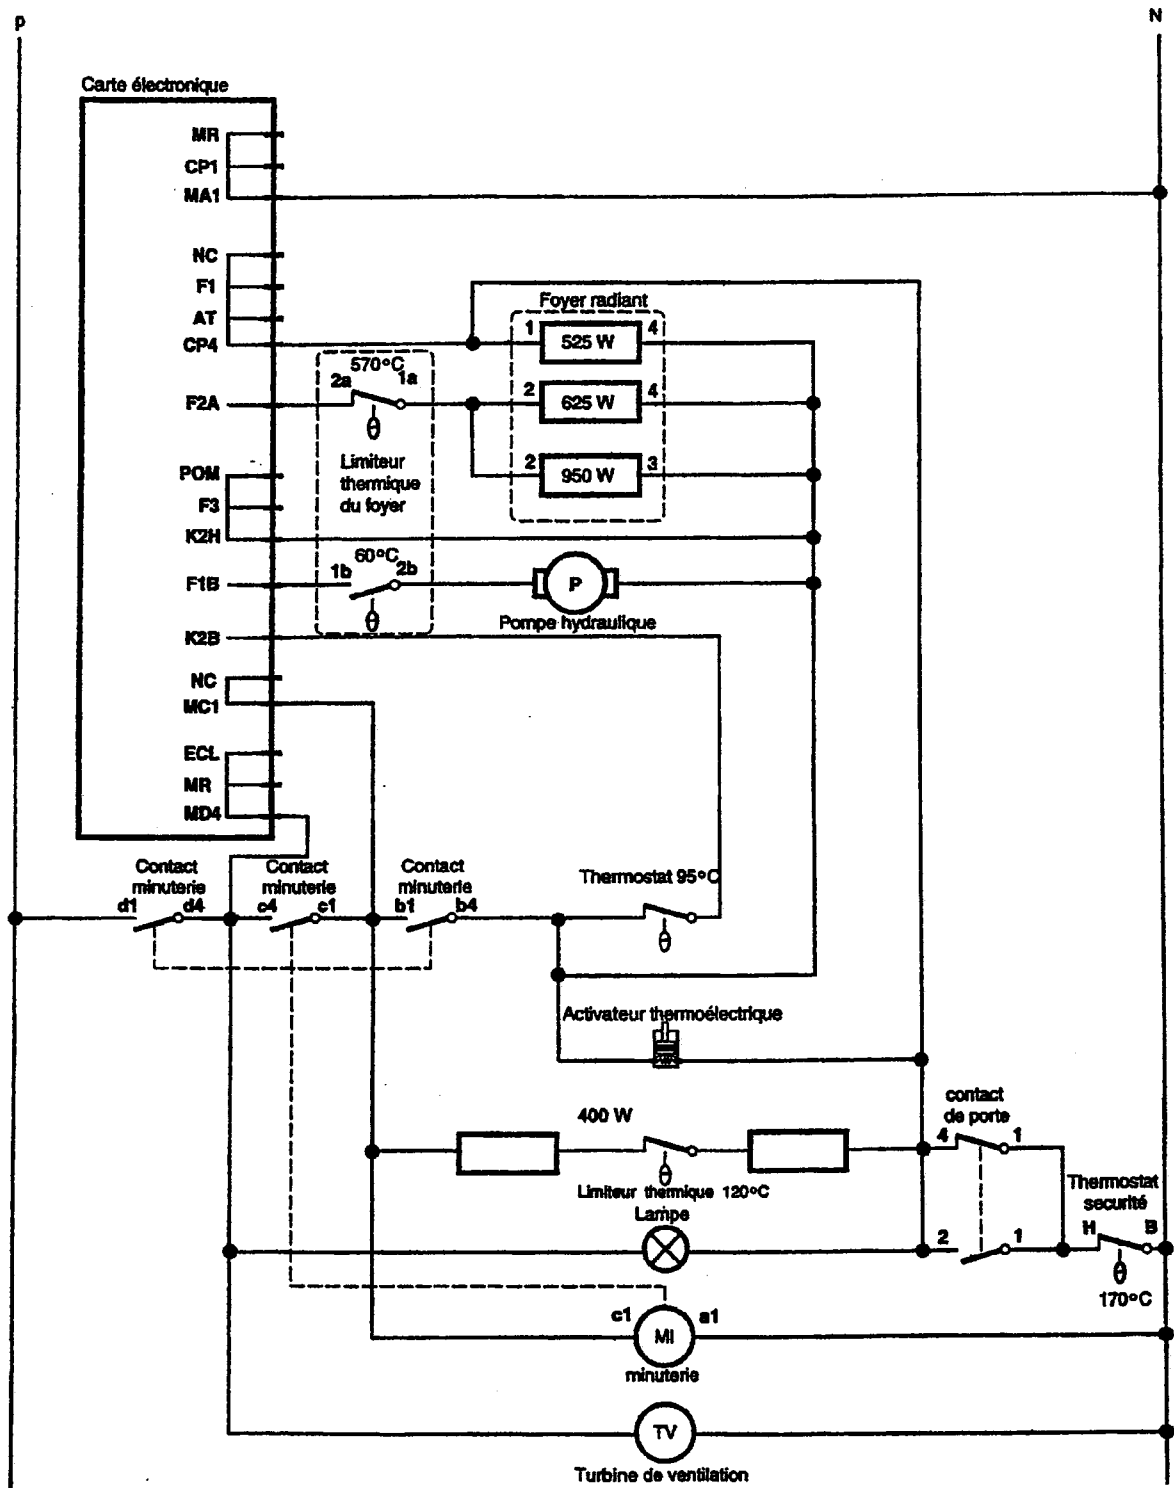 P
N
Carte électronique
MR
CP1
MA1
NC
F1
AT
CP4
Foyer radiant
1
525 W
4
570°C
2a
1a
F2A
θ
2
625 W
4
Limiteur
thermique
du foyer
2
950 W
3
POM
F3
K2H
60°C
1b
2b
F1B
θ
P
Pompe hydraulique
K2B
NC
MC1
ECL
MR
MD4
Contact
minuterie
d1
d4
Contact
minuterie
c4
c1
Contact
minuterie
b1
b4
Thermostat 95°C
θ
Activateur thermoélectrique
400 W
θ
Limiteur thermique 120°C
contact
de porte
4
1
Thermostat
securité
H
B
θ
170°C
Lampe
2
1
c1
MI
a1
minuterie
TV
Turbine de ventilation